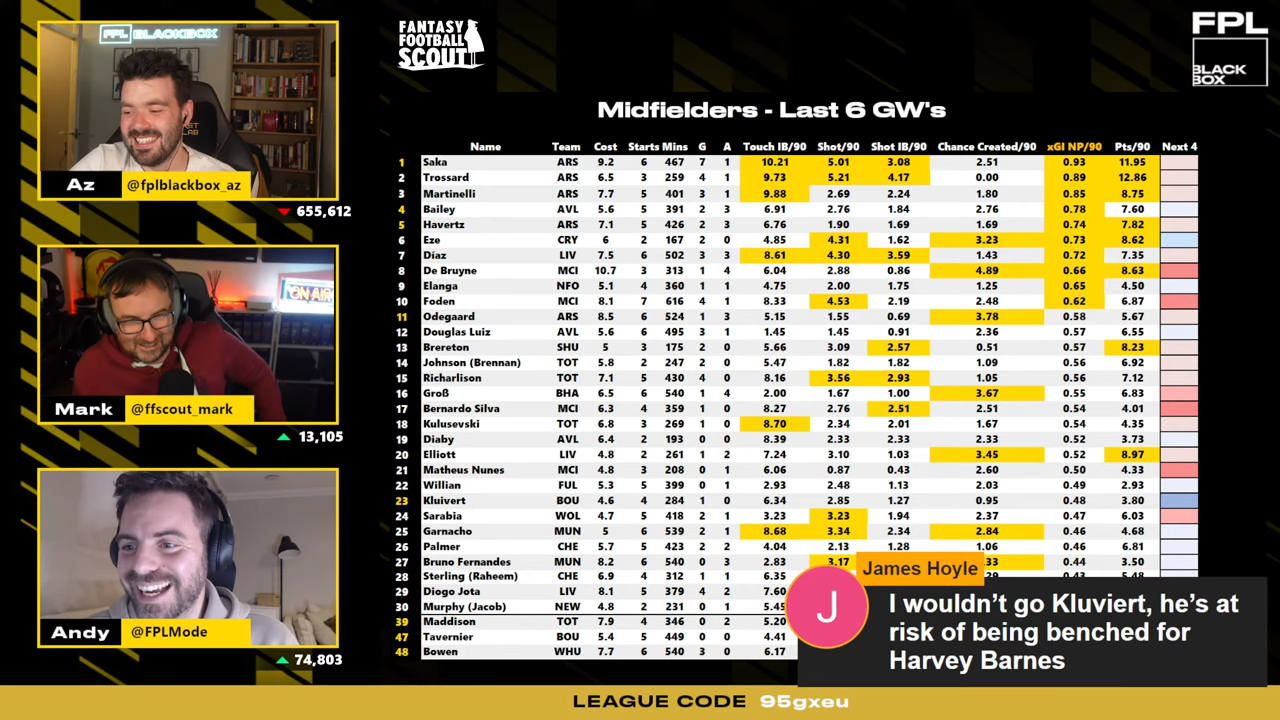 FPL BLACKBOX
Az @fplblackbox_az
655,612
ON AIR
Mark @ffscout_mark
13,105
Andy @FPLMode
74,803
FANTASY
FOOTBALL
SCOUT
FPL
BLACK
BOX
Midfielders - Last 6 GW's
Name Team Cost Starts Mins G A Touch IB/90 Shot/90 Shot IB/90 Chance Created/90 xGI NP/90 Pts/90 Next 4
1 Saka ARS 9.2 6 467 7 1 10.21 5.01 3.08 2.51 0.93 11.95
2 Trossard ARS 6.5 3 259 4 1 9.73 5.21 4.17 0.00 0.89 12.86
3 Martinelli ARS 7.7 5 401 3 1 9.88 2.69 2.24 1.80 0.85 8.75
4 Bailey AVL 5.6 5 391 2 3 6.91 2.76 1.84 2.76 0.78 7.60
5 Havertz ARS 7.1 5 426 2 3 6.76 1.90 1.69 1.69 0.74 7.82
6 Eze CRY 6 2 167 2 0 4.85 4.31 1.62 3.23 0.73 8.62
7 Díaz LIV 7.5 6 502 3 3 8.61 4.30 3.59 1.43 0.72 7.35
8 De Bruyne MCI 10.7 3 313 1 4 6.04 2.88 0.86 4.89 0.66 8.63
9 Elanga NFO 5.1 4 360 1 1 4.75 2.00 1.75 1.25 0.65 4.50
10 Foden MCI 8.1 7 616 4 1 8.33 4.53 2.19 2.48 0.62 6.87
11 Odegaard ARS 8.5 6 524 1 3 5.15 1.55 0.69 3.78 0.58 5.67
12 Douglas Luiz AVL 5.6 6 495 3 1 1.45 1.45 0.91 2.36 0.57 6.55
13 Brereton SHU 5 3 175 2 0 5.66 3.09 2.57 0.51 0.57 8.23
14 Johnson (Brennan) TOT 5.8 2 247 2 0 5.47 1.82 1.82 1.09 0.56 6.92
15 Richarlison TOT 7.1 5 430 4 0 8.16 3.56 2.93 1.05 0.56 7.12
16 Groß BHA 6.5 6 540 1 4 2.00 1.67 1.00 3.67 0.55 6.83
17 Bernardo Silva MCI 6.3 4 359 1 0 8.27 2.76 2.51 2.51 0.54 4.01
18 Kulusevski TOT 6.8 3 269 1 0 8.70 2.34 2.01 1.67 0.54 4.35
19 Diaby AVL 6.4 2 193 0 0 8.39 2.33 2.33 2.33 0.52 3.73
20 Elliott LIV 4.8 2 261 1 2 7.24 3.10 1.03 3.45 0.52 8.97
21 Matheus Nunes MCI 4.8 3 208 0 1 6.06 0.87 0.43 2.60 0.50 4.33
22 Willian FUL 5.3 5 399 0 1 2.93 2.48 1.13 2.03 0.49 2.93
23 Kluivert BOU 4.6 4 284 1 0 6.34 2.85 1.27 0.95 0.48 3.80
24 Sarabia WOL 4.7 5 418 2 1 3.23 3.23 1.94 2.37 0.47 6.03
25 Garnacho MUN 5 6 539 2 1 8.68 3.34 2.34 2.84 0.46 4.68
26 Palmer CHE 5.7 5 423 2 2 4.04 2.13 1.28 1.06 0.46 6.81
27 Bruno Fernandes MUN 8.2 6 540 0 3 2.83 3.17 .33 0.44 3.50
28 Sterling (Raheem) CHE 6.9 4 312 1 1 6.35
29 Diogo Jota LIV 8.1 5 379 4 2 7.60
30 Murphy (Jacob) NEW 4.8 2 231 0 1 5.45
39 Maddison TOT 7.9 4 346 0 2 5.20
47 Tavernier BOU 5.4 5 449 0 0 4.41
48 Bowen WHU 7.7 6 540 3 0 6.17
J
James Hoyle
I wouldn't go Kluviert, he's at
risk of being benched for
Harvey Barnes
LEAGUE CODE 95gxeu